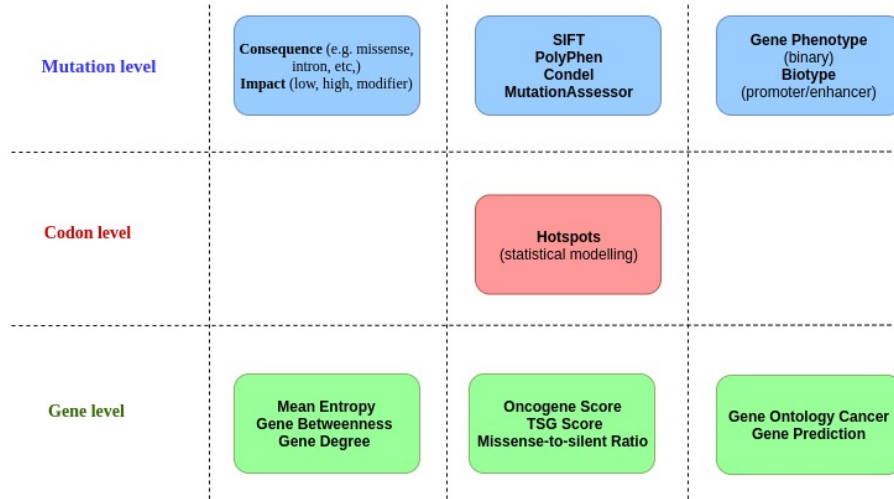 Mutation level
Consequence (e.g. missense,
intron, etc,)
Impact (low, high, modifier)
SIFT
PolyPhen
Condel
MutationAssessor
Gene Phenotype
(binary)
Biotype
(promoter/enhancer)
Codon level
Hotspots
(statistical modelling)
Gene level
Mean Entropy
Gene Betweenness
Gene Degree
Oncogene Score
TSG Score
Missense-to-silent Ratio
Gene Ontology Cancer
Gene Prediction